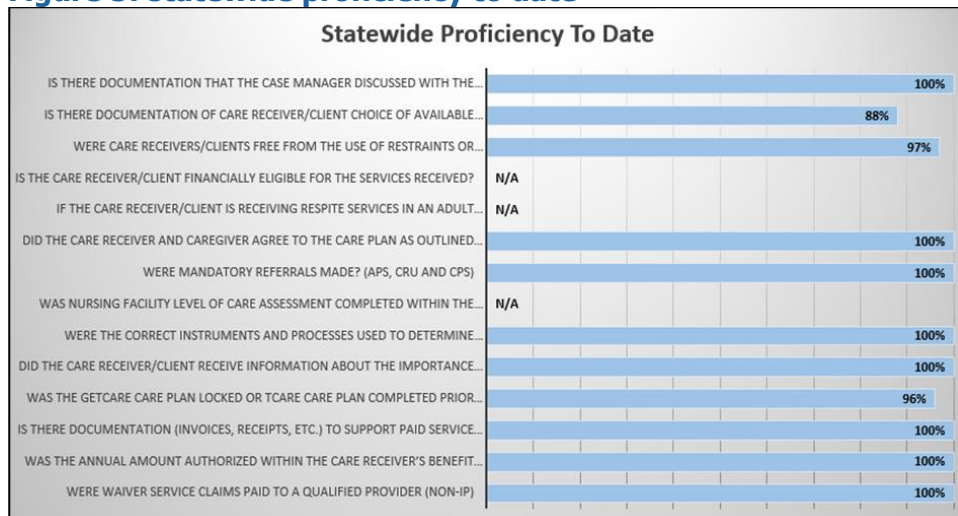 Statewide Proficiency To Date
IS THERE DOCUMENTATION THAT THE CASE MANAGER DISCUSSED WITH THE... 100%
IS THERE DOCUMENTATION OF CARE RECEIVER/CLIENT CHOICE OF AVAILABLE... 88%
WERE CARE RECEIVERS/CLIENTS FREE FROM THE USE OF RESTRAINTS OR... 97%
IS THE CARE RECEIVER/CLIENT FINANCIALLY ELIGIBLE FOR THE SERVICES RECEIVED? N/A
IF THE CARE RECEIVER/CLIENT IS RECEIVING RESPITE SERVICES IN AN ADULT... N/A
DID THE CARE RECEIVER AND CAREGIVER AGREE TO THE CARE PLAN AS OUTLINED... 100%
WERE MANDATORY REFERRALS MADE? (APS, CRU AND CPS) 100%
WAS NURSING FACILITY LEVEL OF CARE ASSESSMENT COMPLETED WITHIN THE... N/A
WERE THE CORRECT INSTRUMENTS AND PROCESSES USED TO DETERMINE... 100%
DID THE CARE RECEIVER/CLIENT RECEIVE INFORMATION ABOUT THE IMPORTANCE... 100%
WAS THE GETCARE CARE PLAN LOCKED OR TCARE CARE PLAN COMPLETED PRIOR... 96%
IS THERE DOCUMENTATION (INVOICES, RECEIPTS, ETC.) TO SUPPORT PAID SERVICE... 100%
WAS THE ANNUAL AMOUNT AUTHORIZED WITHIN THE CARE RECEIVER'S BENEFIT... 100%
WERE WAIVER SERVICE CLAIMS PAID TO A QUALIFIED PROVIDER (NON-IP) 100%